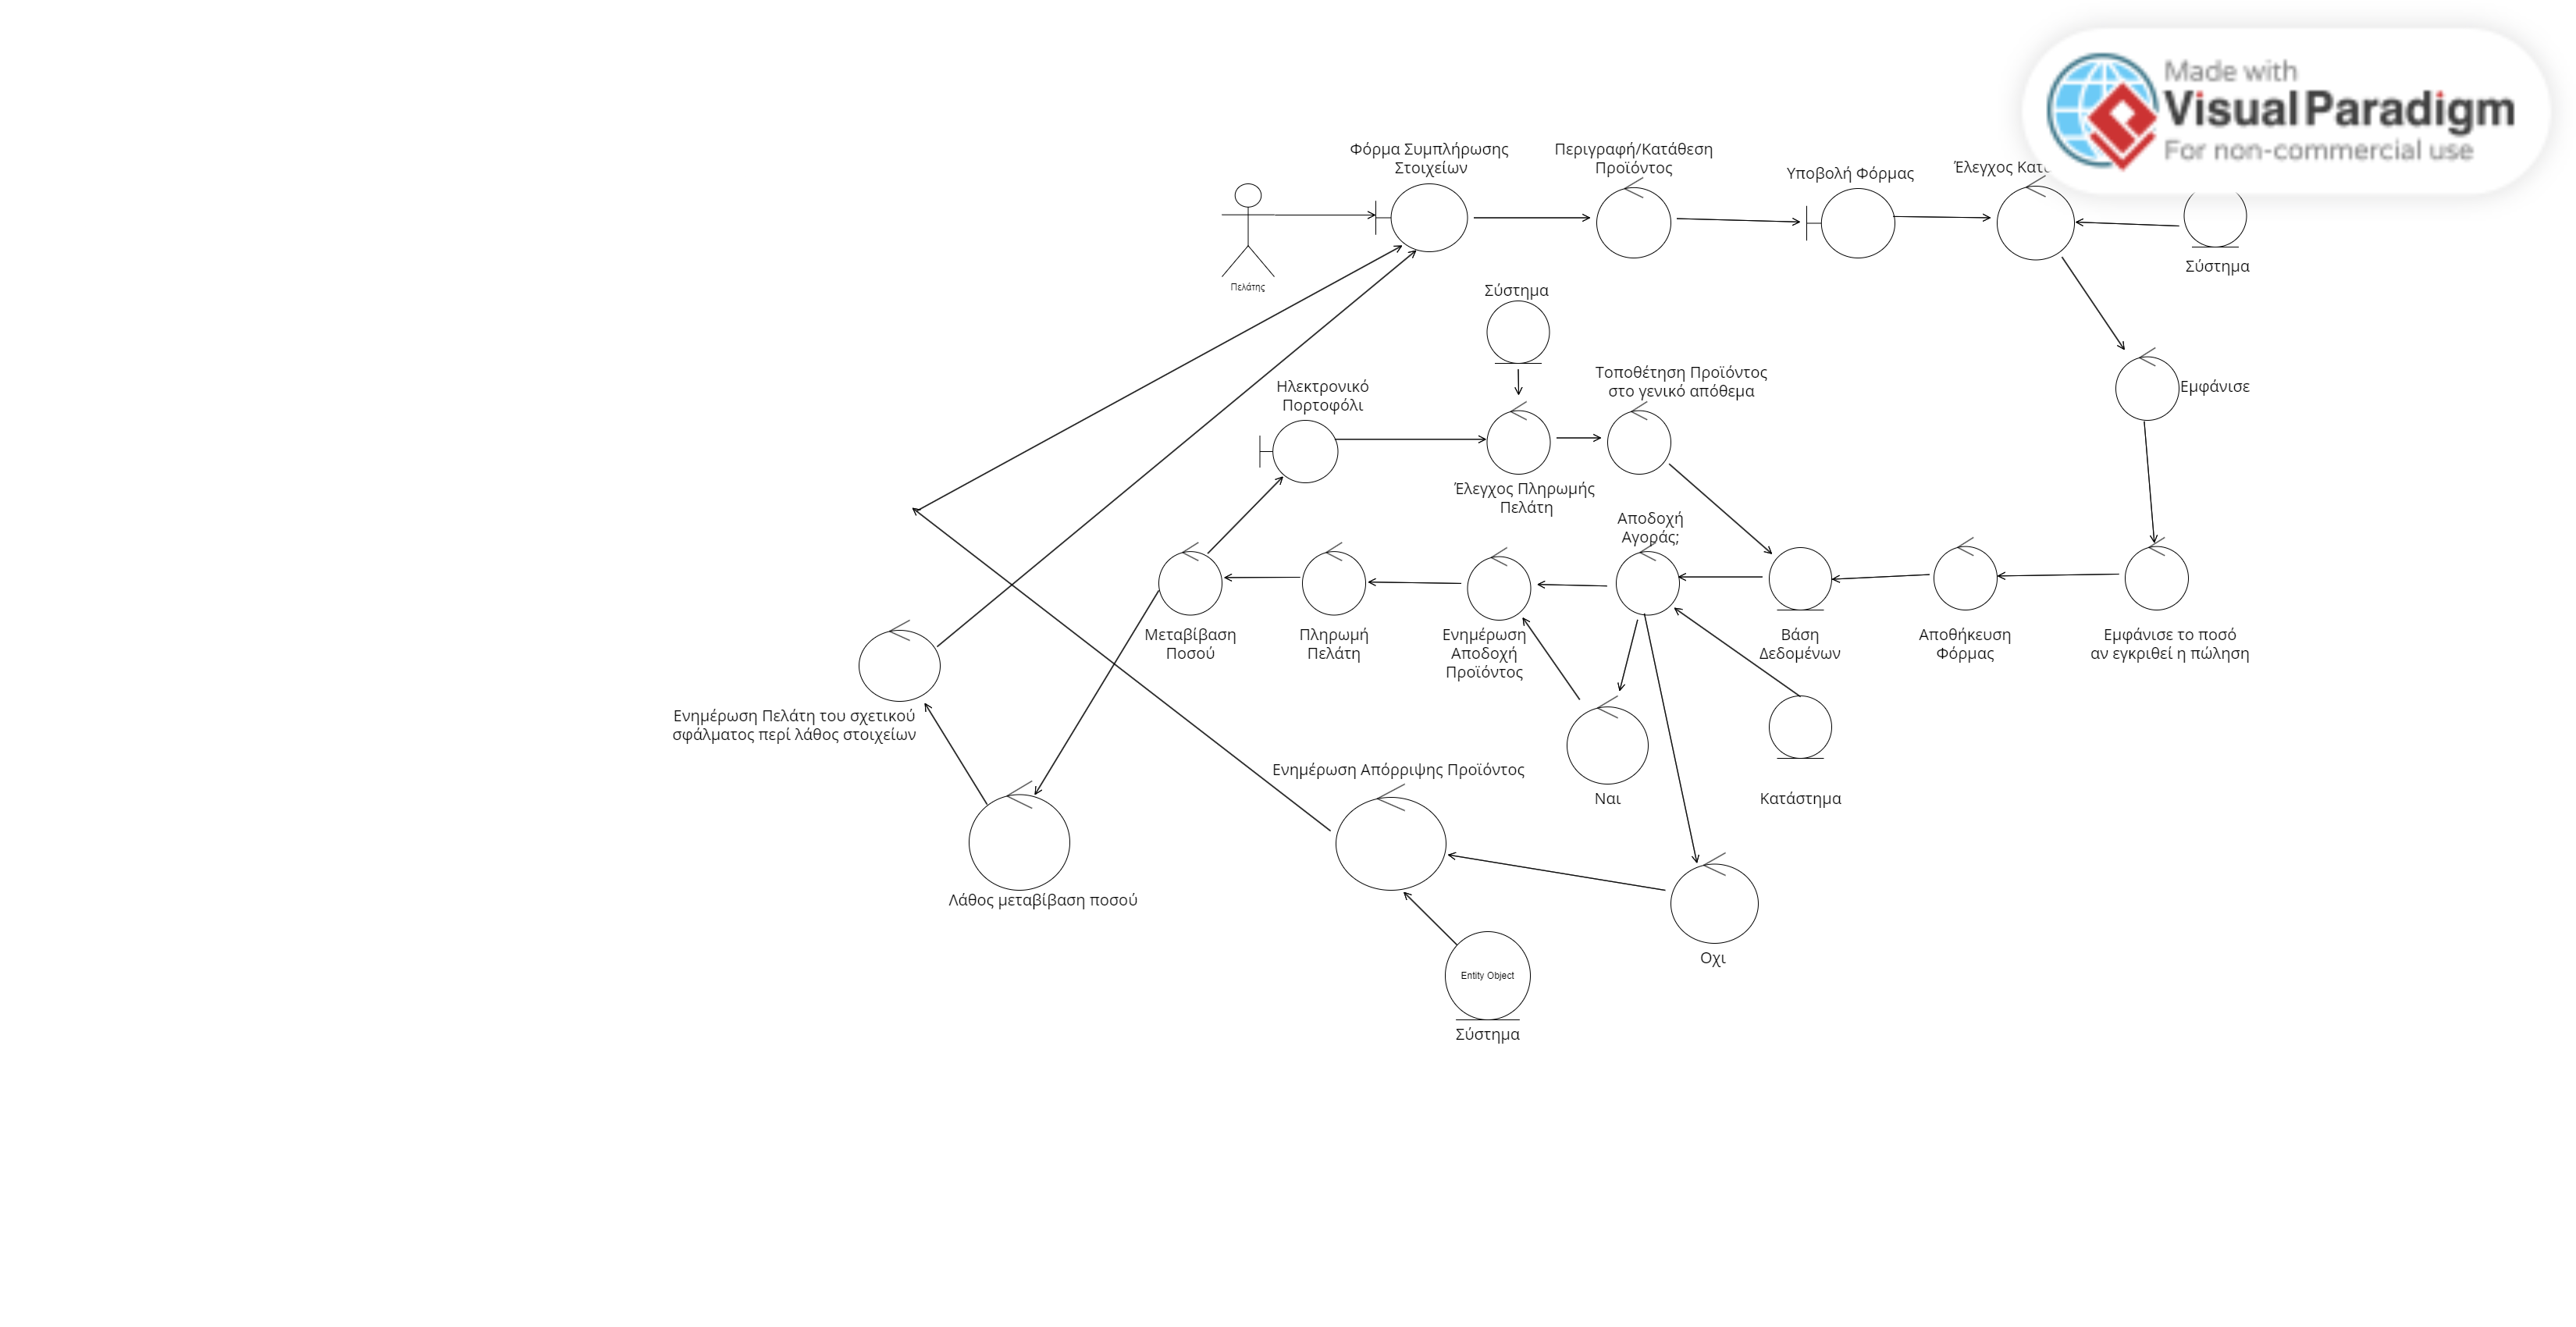 Made with
Visual Paradigm
For non-commercial use
Φόρμα Συμπλήρωσης
Στοιχείων
Περιγραφή/Κατάθεση
Προϊόντος
Υποβολή Φόρμας
Έλεγχος
Πελάτης
Σύστημα
Σύστημα
Ηλεκτρονικό
Πορτοφόλι
Τοποθέτηση Προϊόντος
στο γενικό απόθεμα
Εμφάνισε
Έλεγχος Πληρωμής
Πελάτη
Αποδοχή
Αγοράς;
Μεταβίβαση
Ποσού
Πληρωμή
Πελάτη
Ενημέρωση
Αποδοχή
Προϊόντος
Βάση
Δεδομένων
Αποθήκευση
Φόρμας
Εμφάνισε το ποσό
αν εγκριθεί η πώληση
Ενημέρωση Πελάτη του σχετικού
σφάλματος περί λάθος στοιχείων
Ενημέρωση Απόρριψης Προϊόντος
Ναι
Κατάστημα
Λάθος μεταβίβαση ποσού
Οχι
Entity Object
Σύστημα